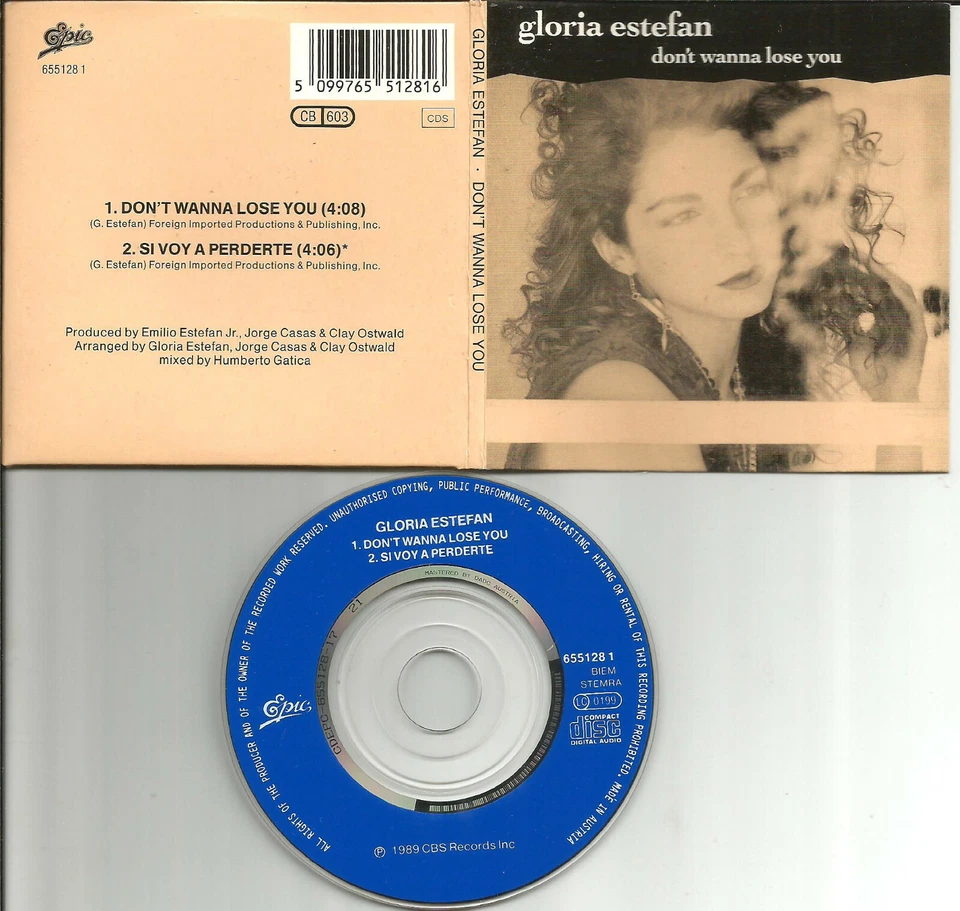 Epic
655128 1
5 099765 512816
CB 603
CDS
1. DON'T WANNA LOSE YOU (4:08)
(G. Estefan) Foreign Imported Productions & Publishing, Inc.
2. SI VOY A PERDERTE (4:06)*
(G. Estefan) Foreign Imported Productions & Publishing, Inc.
Produced by Emilio Estefan Jr., Jorge Casas & Clay Ostwald
Arranged by Gloria Estefan, Jorge Casas & Clay Ostwald
mixed by Humberto Gatica
GLORIA ESTEFAN · DON'T WANNA LOSE YOU
gloria estefan
don't wanna lose you
ALL RIGHTS OF THE PRODUCER AND OF THE OWNER OF THE RECORDED WORK RESERVED. UNAUTHORISED COPYING, PUBLIC PERFORMANCE, BROADCASTING, HIRING OR RENTAL OF THIS RECORDING PROHIBITED. MADE IN AUSTRIA
GLORIA ESTEFAN
1. DON'T WANNA LOSE YOU
2. SI VOY A PERDERTE
MASTERED BY DADC AUSTRIA
21
655128 1
BIEM
STEMRA
LC 0199
COMPACT
disc
DIGITAL AUDIO
Epic
℗ 1989 CBS Records Inc